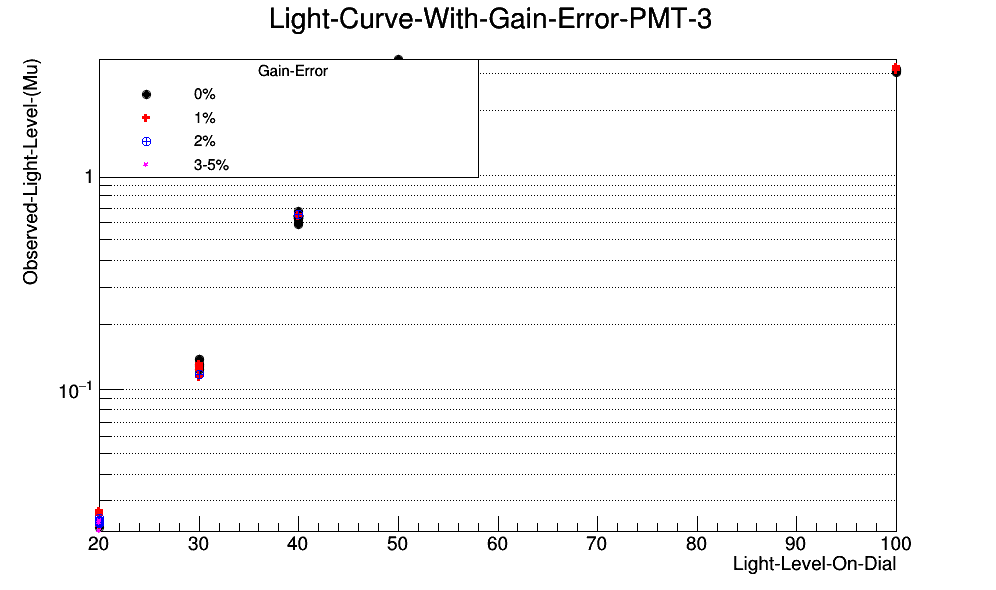 Light-Curve-With-Gain-Error-PMT-3
Observed-Light-Level-(Mu)
Gain-Error
0%
1%
2%
3-5%
1
10⁻¹
20 30 40 50 60 70 80 90 100
Light-Level-On-Dial